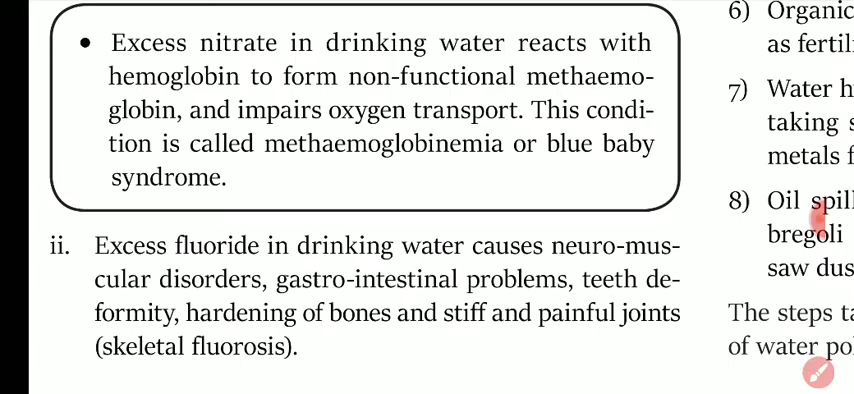 • Excess nitrate in drinking water reacts with
hemoglobin to form non-functional methaemo-
globin, and impairs oxygen transport. This condi-
tion is called methaemoglobinemia or blue baby
syndrome.
ii. Excess fluoride in drinking water causes neuro-mus-
cular disorders, gastro-intestinal problems, teeth de-
formity, hardening of bones and stiff and painful joints
(skeletal fluorosis).
6) Organic
as fertil
7) Water h
taking s
metals f
8) Oil spill
bregoli
saw dus
The steps ta
of water pol